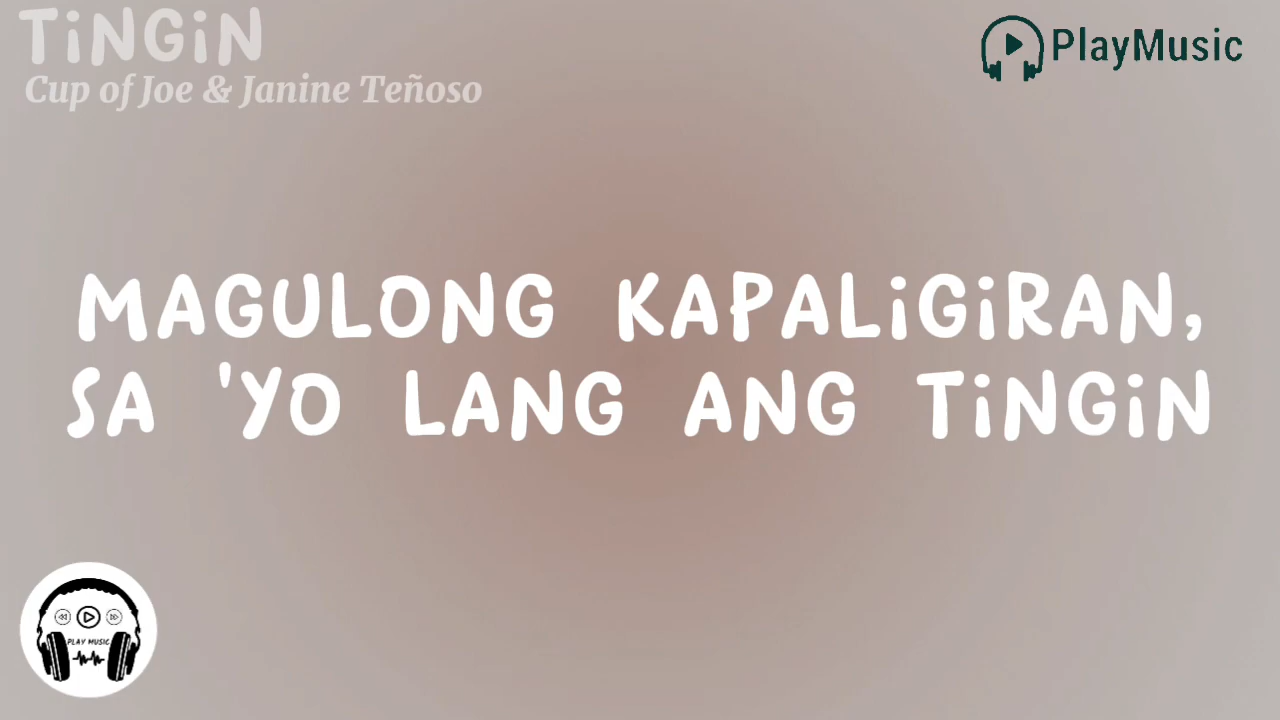 TiNGiN
Cup of Joe & Janine Teñoso
PlayMusic
MAGULONG KAPALiGiRAN,
SA 'YO LANG ANG TiNGiN
PLAY MUSIC